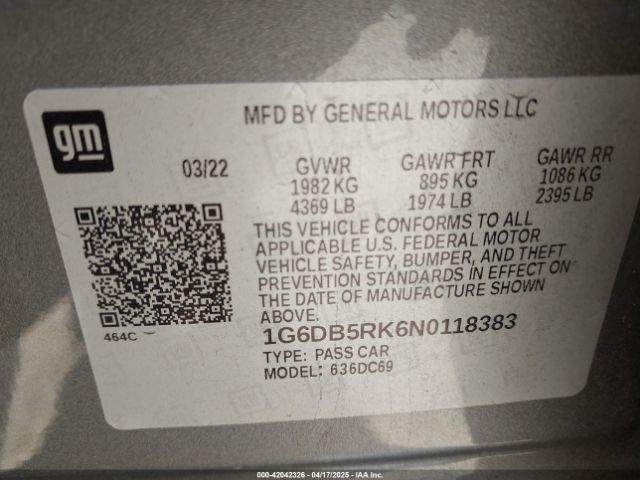 gm
MFD BY GENERAL MOTORS LLC
03/22
GVWR
1982 KG
4369 LB
GAWR FRT
895 KG
1974 LB
GAWR RR
1086 KG
2395 LB
THIS VEHICLE CONFORMS TO ALL
APPLICABLE U.S. FEDERAL MOTOR
VEHICLE SAFETY, BUMPER, AND THEFT
PREVENTION STANDARDS IN EFFECT ON
THE DATE OF MANUFACTURE SHOWN
ABOVE.
464C
1G6DB5RK6N0118383
TYPE: PASS CAR
MODEL: 636DC69
000-42042326 - 04/17/2025 - IAA Inc.